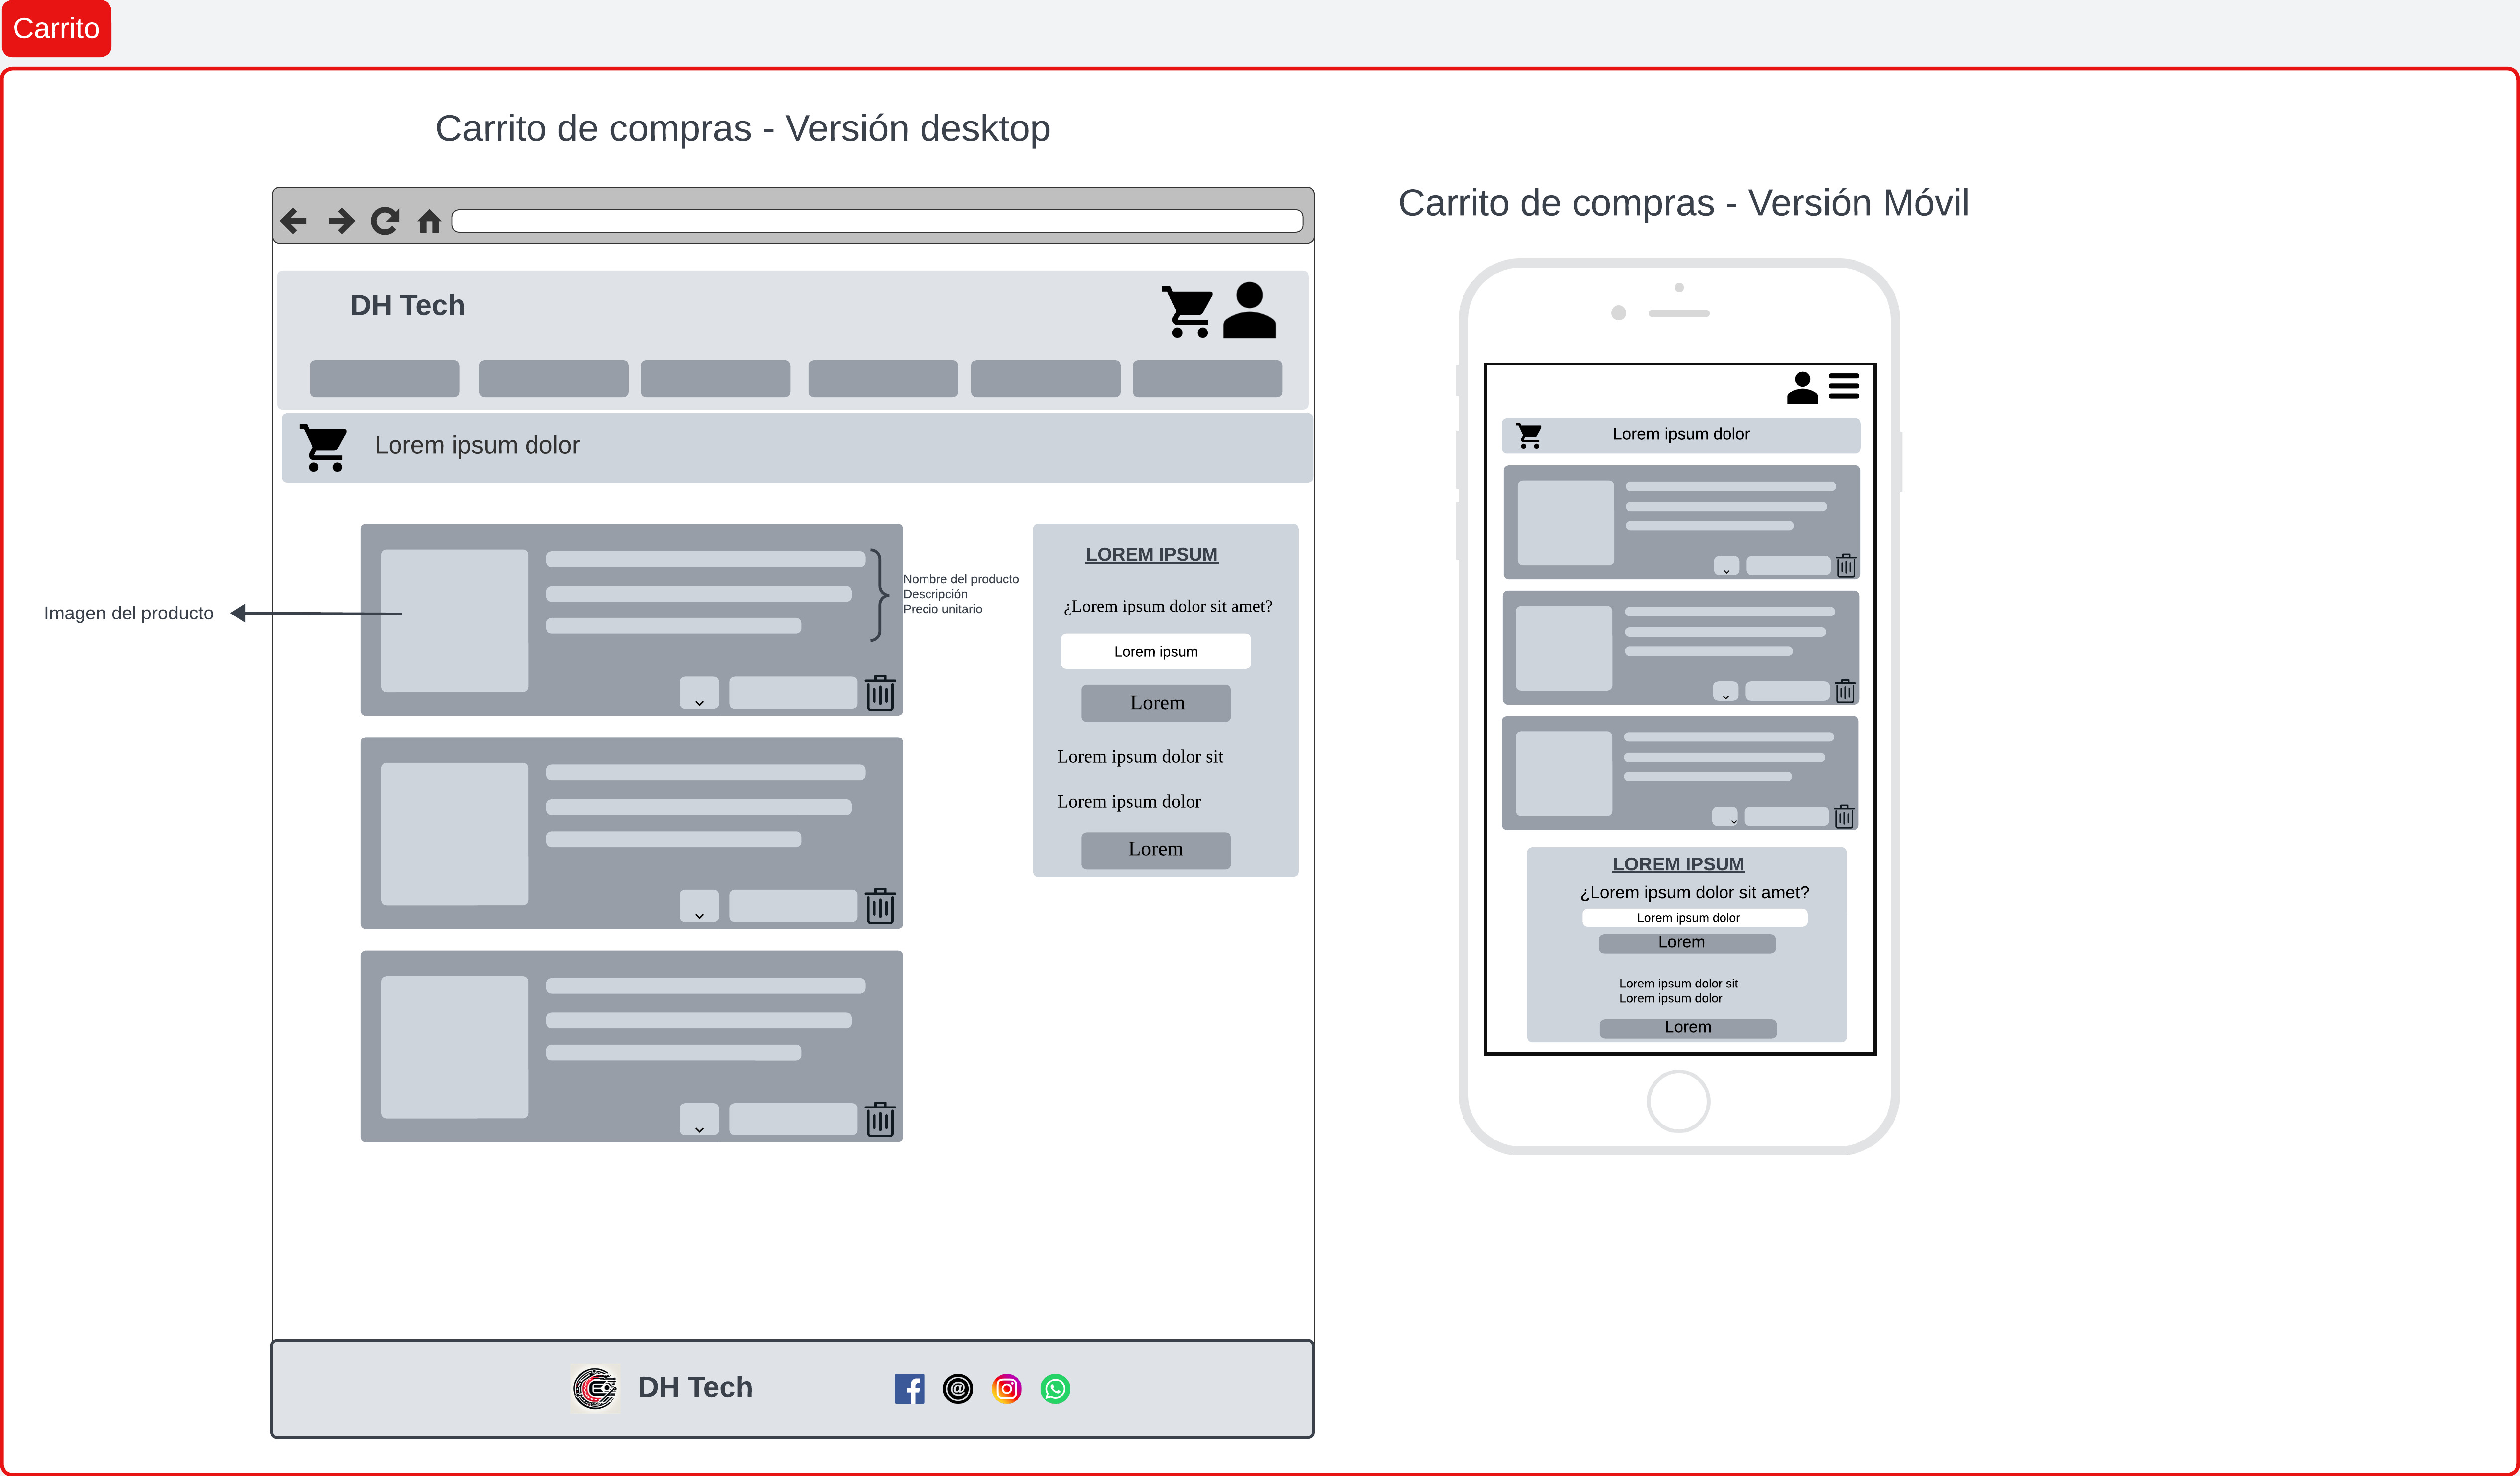 Carrito
Carrito de compras - Versión desktop
DH Tech
Lorem ipsum dolor
Imagen del producto
Nombre del producto
Descripción
Precio unitario
LOREM IPSUM
¿Lorem ipsum dolor sit amet?
Lorem ipsum
Lorem
Lorem ipsum dolor sit
Lorem ipsum dolor
Lorem
DH Tech
Carrito de compras - Versión Móvil
Lorem ipsum dolor
LOREM IPSUM
¿Lorem ipsum dolor sit amet?
Lorem ipsum dolor
Lorem
Lorem ipsum dolor sit
Lorem ipsum dolor
Lorem